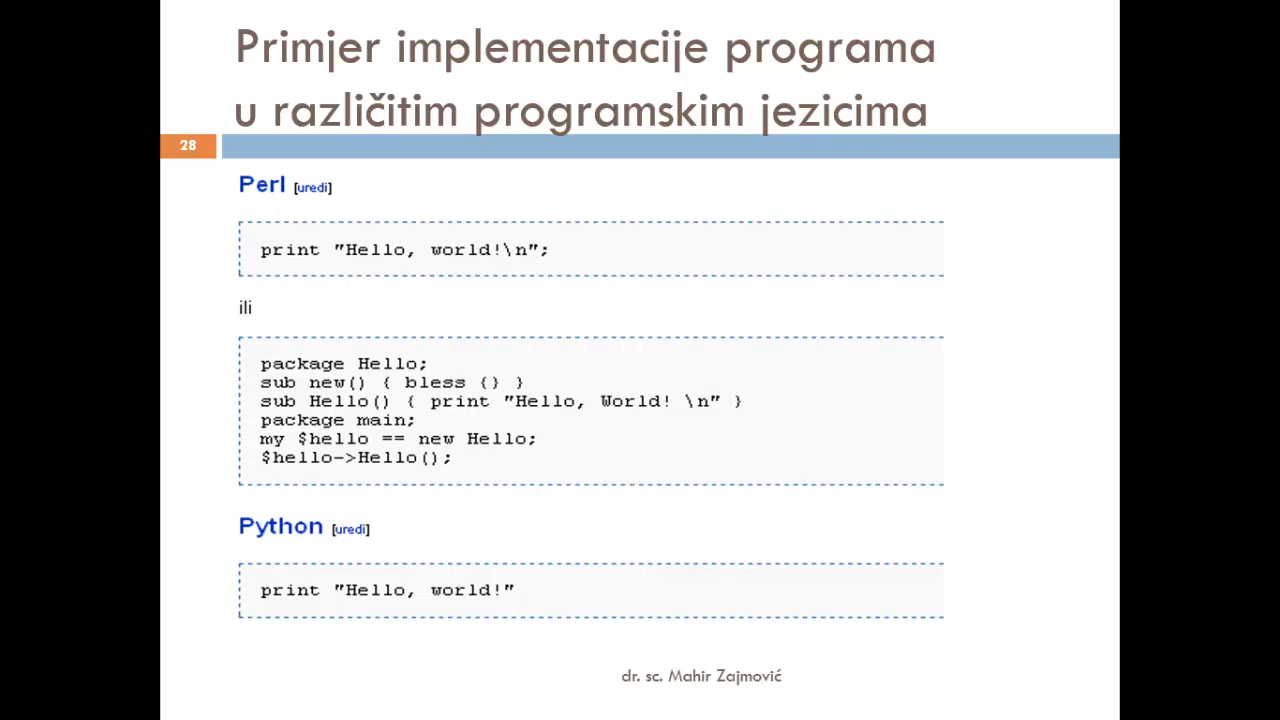 Primjer implementacije programa
u različitim programskim jezicima
28
Perl [uredi]
print "Hello, world!\n";
ili
package Hello;
sub new() { bless {} }
sub Hello() { print "Hello, World! \n" }
package main;
my $hello == new Hello;
$hello->Hello();
Python [uredi]
print "Hello, world!"
dr. sc. Mahir Zajmović